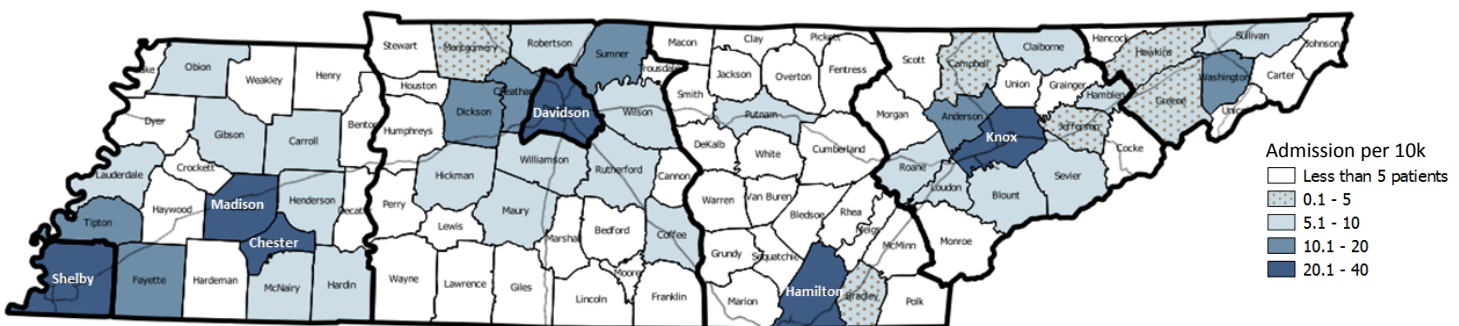 Stewart
Montgomery
Robertson
Sumner
Macon
Clay
Pickett
Scott
Campbell
Claiborne
Hancock
Hawkins
Sullivan
Johnson
Obion
Weakley
Henry
Houston
Cheatham
Dickson
Davidson
Wilson
Smith
Jackson
Overton
Fentress
Morgan
Anderson
Union
Grainger
Hamblen
Greene
Washington
Carter
Dyer
Gibson
Carroll
Benton
Humphreys
Putnam
DeKalb
White
Cumberland
Knox
Jefferson
Cocke
Lauderdale
Crockett
Haywood
Madison
Henderson
Decat
Perry
Hickman
Williamson
Rutherford
Cannon
Warren
Van Buren
Bledsoe
Rhea
Roane
Loudon
Blount
Sevier
Tipton
Chester
Lewis
Maury
Marshal
Bedford
Coffee
Grundy
Sequatchie
McMinn
Monroe
Shelby
Fayette
Hardeman
McNairy
Hardin
Wayne
Lawrence
Giles
Lincoln
Moore
Franklin
Marion
Hamilton
Bradley
Polk
Admission per 10k
Less than 5 patients
0.1 - 5
5.1 - 10
10.1 - 20
20.1 - 40